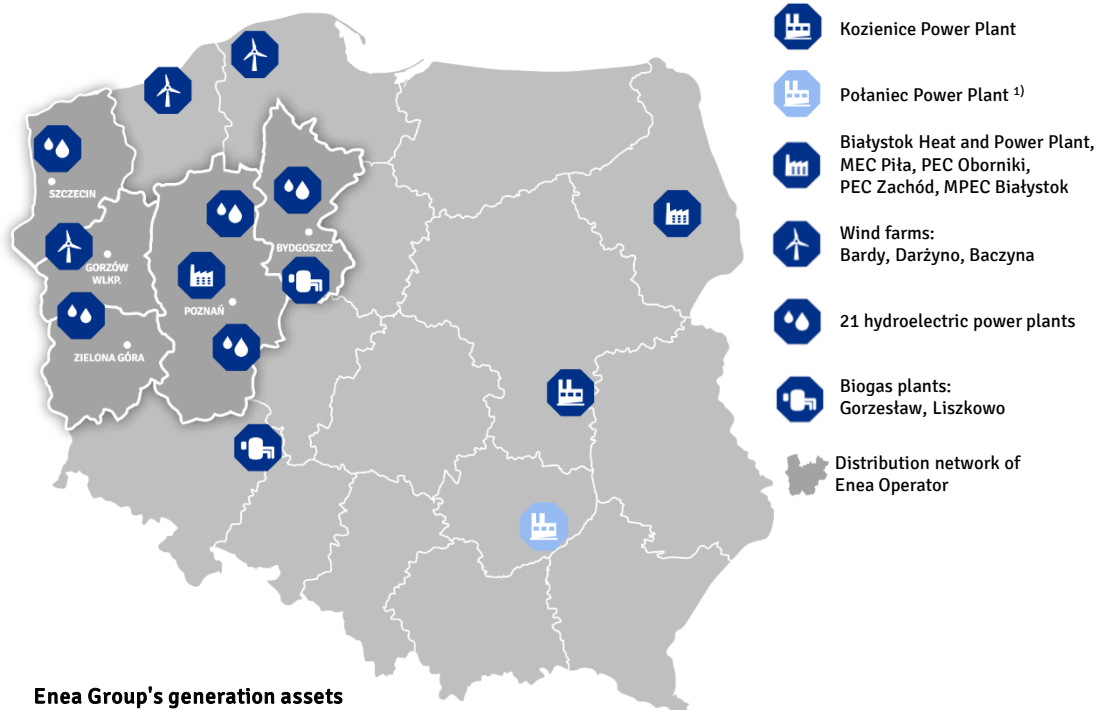 Kozienice Power Plant
Połaniec Power Plant ¹⁾
Białystok Heat and Power Plant,
MEC Piła, PEC Oborniki,
PEC Zachód, MPEC Białystok
Wind farms:
Bardy, Darżyno, Baczyna
21 hydroelectric power plants
Biogas plants:
Gorzesław, Liszkowo
Distribution network of
Enea Operator
SZCZECIN
BYDGOSZCZ
GORZÓW
WLKP.
POZNAŃ
ZIELONA GÓRA
Enea Group's generation assets